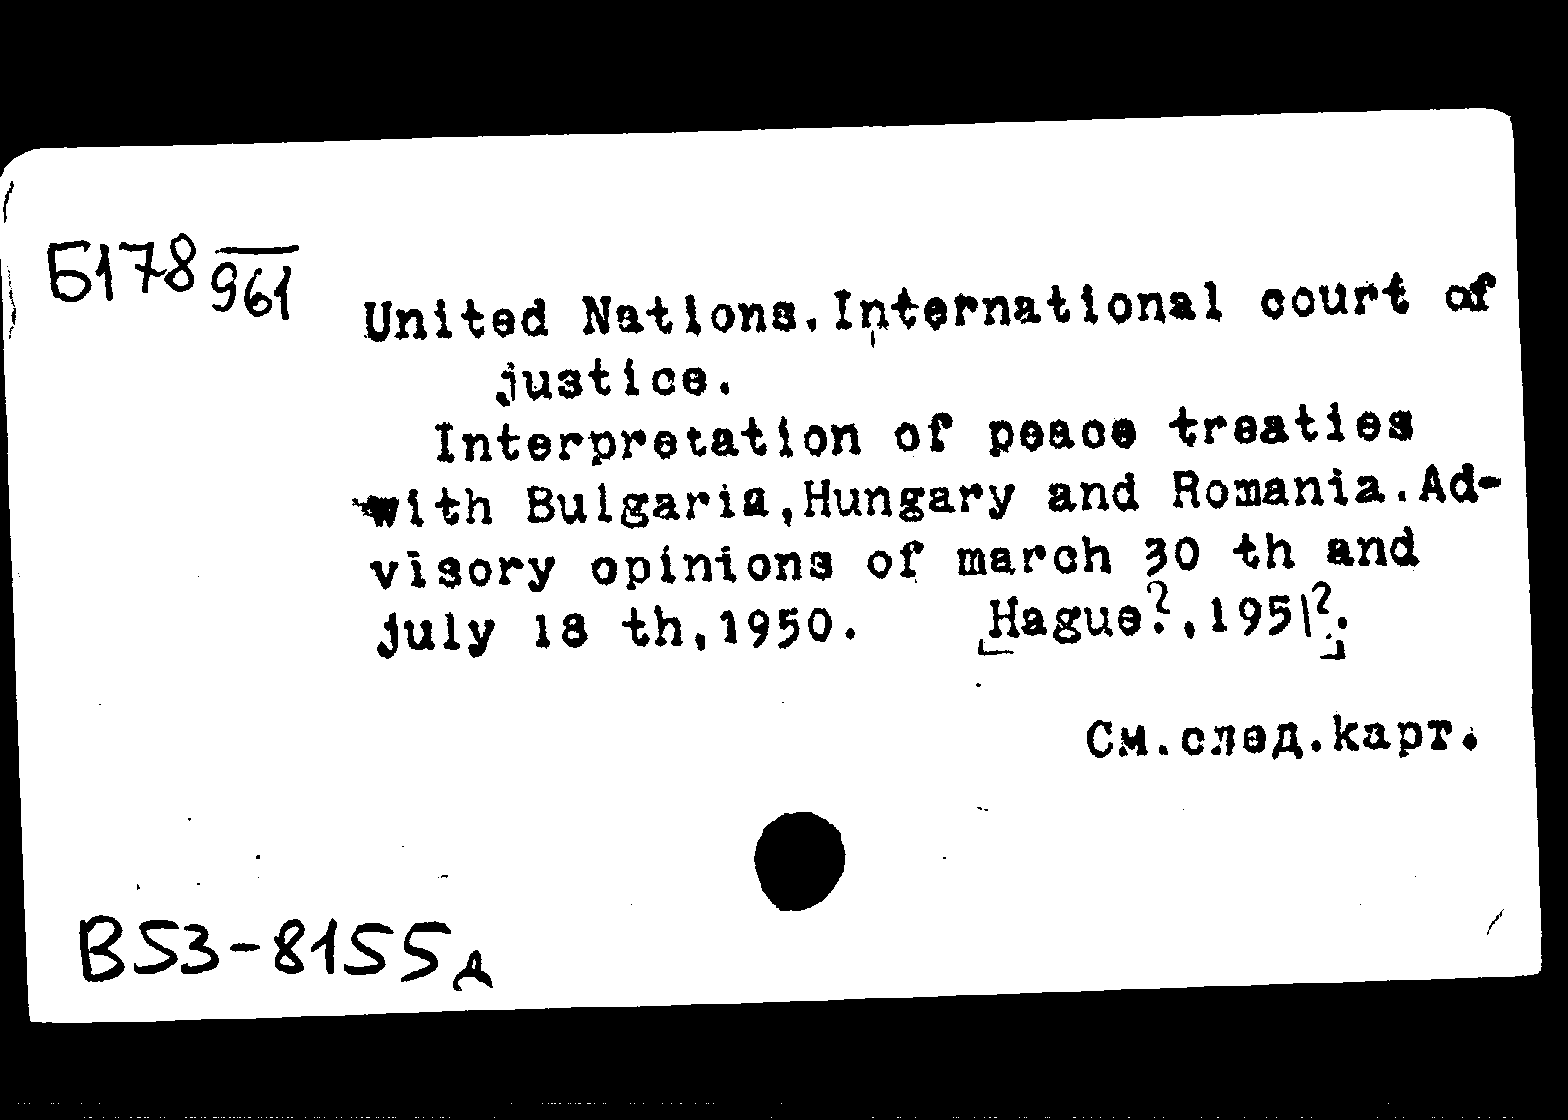 Б178 961
United Nations.International court of
justice.
Interpretation of peace treaties
with Bulgaria,Hungary and Romania.Ad-
visory opinions of march 30 th and
july 18 th,1950. [Hague?.,1951?.]
См.след.карт.
В53-8155д